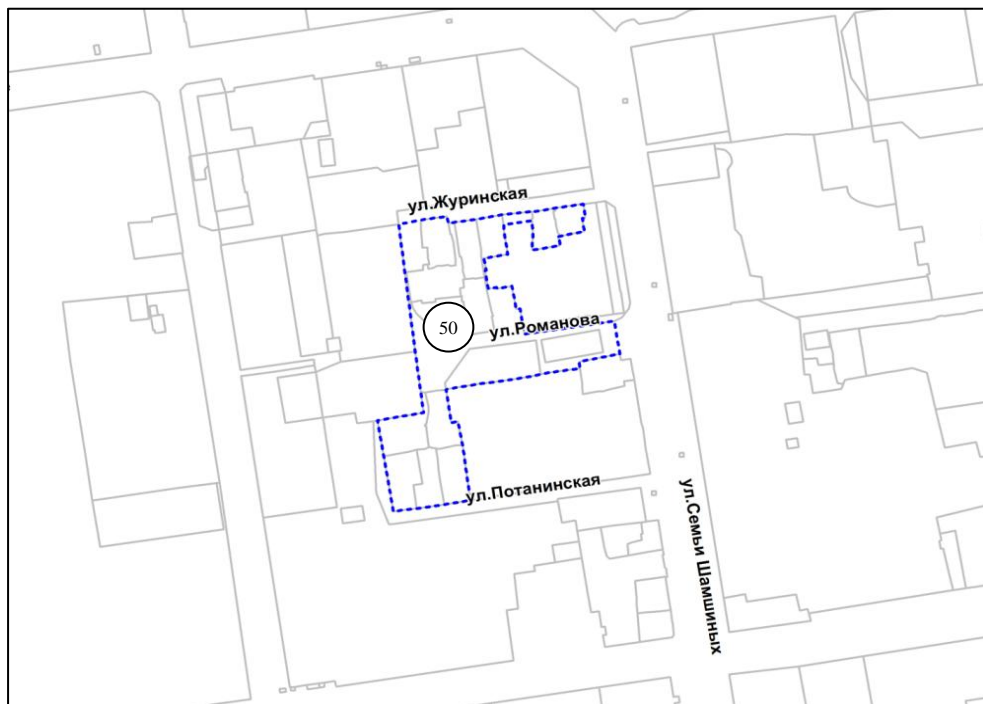 ул.Журинская
50
ул.Романова
ул.Потанинская
ул.Семьи Шамшиных